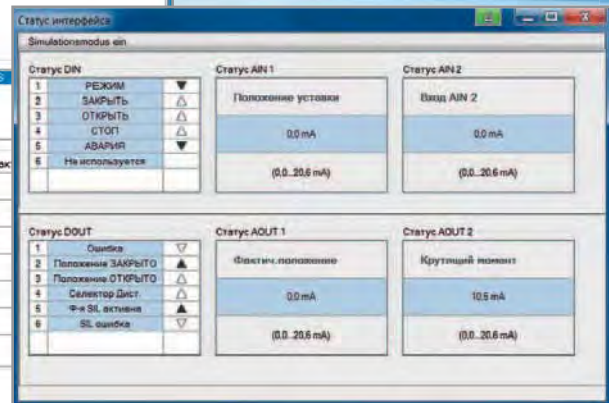 Статус интерфейса
Simulationsmodus ein
Статус DIN
1 РЕЖИМ ▼
2 ЗАКРЫТЬ △
3 ОТКРЫТЬ △
4 СТОП △
5 АВАРИЯ ▼
6 Не используется
Статус AIN 1
Положение уставки
0.0 mA
(0,0...20,6 mA)
Статус AIN 2
Вход AIN 2
0.0 mA
(0,0...20,6 mA)
Статус DOUT
1 Ошибка ▽
2 Положение ЗАКРЫТО ▲
3 Положение ОТКРЫТО △
4 Селектор Дист. △
5 Ф-я SIL активна ▲
6 SIL ошибка ▽
Статус AOUT 1
Фактич.положение
0.0 mA
(0,0...20,6 mA)
Статус AOUT 2
Крутящий момент
10.5 mA
(0,0...20,6 mA)